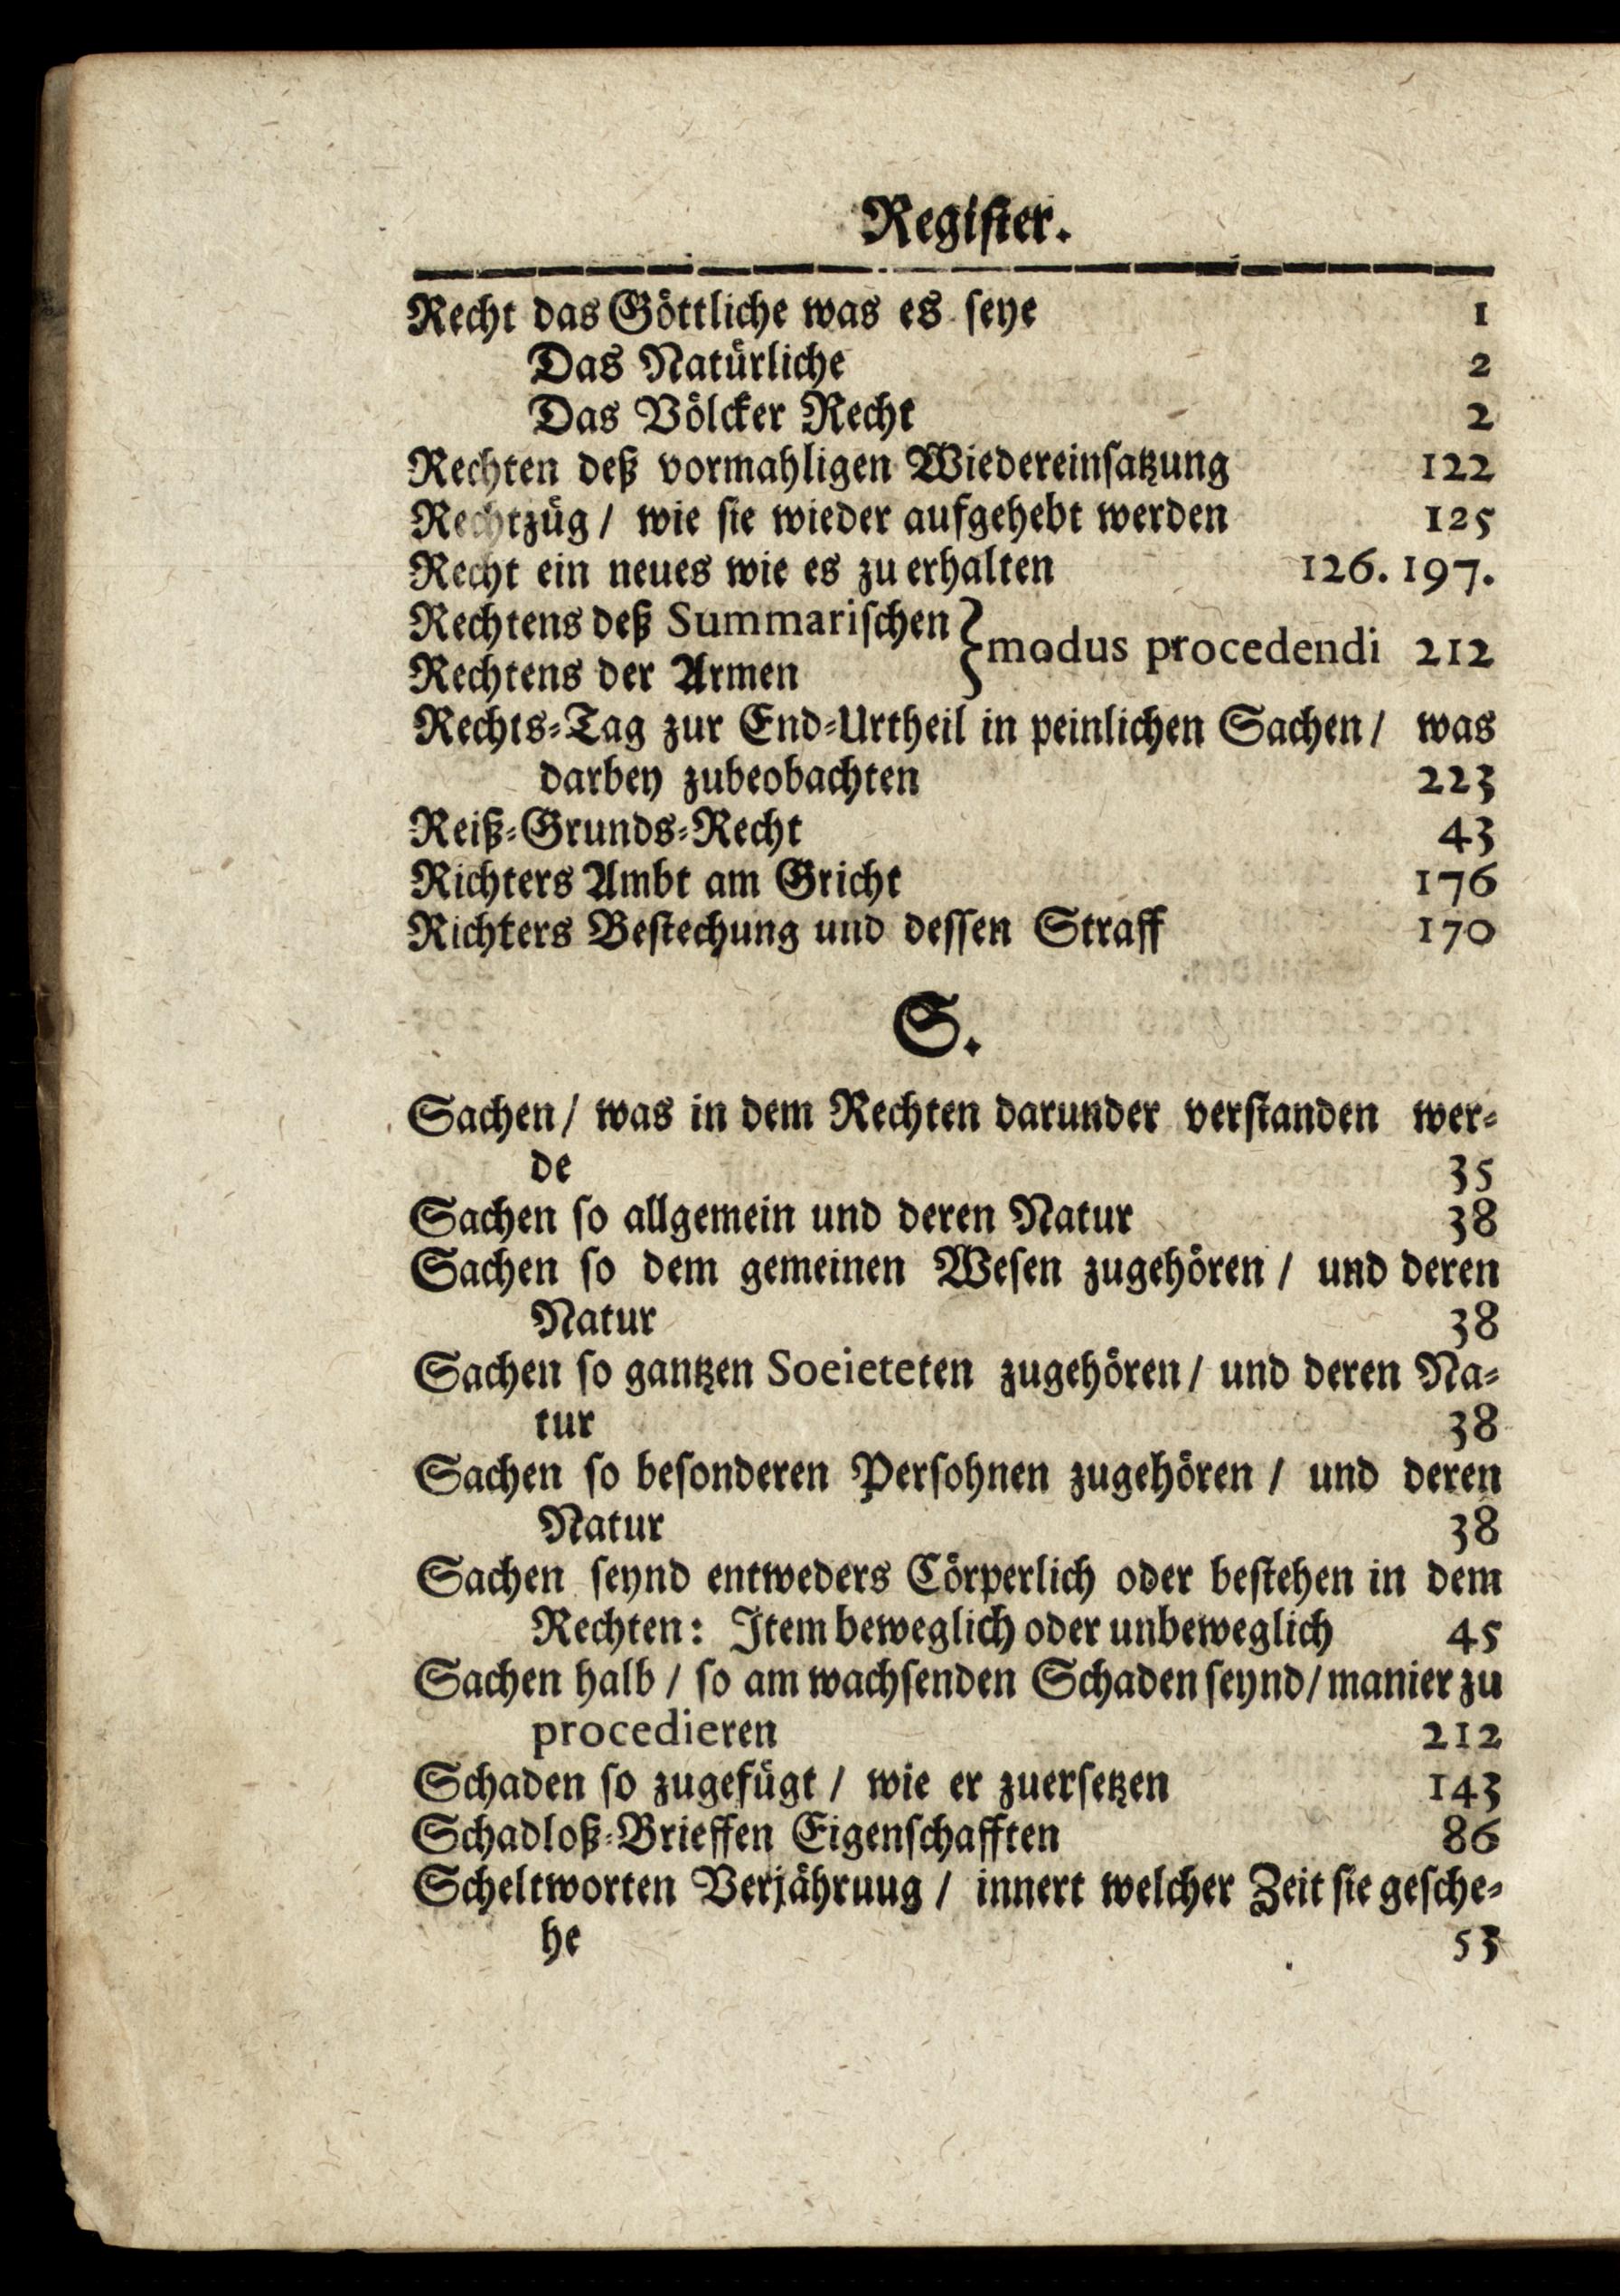 Register.
Recht das Göttliche was es seye 1
Das Natürliche 2
Das Völcker Recht 2
Rechten deß vormahligen Wiedereinsatzung 122
Rechtzüg / wie sie wieder aufgehebt werden 125
Recht ein neues wie es zu erhalten 126. 197.
Rechtens deß Summarischen
Rechtens der Armen } modus procedendi 212
Rechts-Tag zur End-Urtheil in peinlichen Sachen / was
darbey zubeobachten 223
Reiß-Grunds-Recht 43
Richters Ambt am Gricht 176
Richters Bestechung und dessen Straff 170
S.
Sachen / was in dem Rechten darunder verstanden wer-
de 35
Sachen so allgemein und deren Natur 38
Sachen so dem gemeinen Wesen zugehören / und deren
Natur 38
Sachen so gantzen Soeieteten zugehören / und deren Na-
tur 38
Sachen so besonderen Persohnen zugehören / und deren
Natur 38
Sachen seynd entweders Cörperlich oder bestehen in dem
Rechten: Item beweglich oder unbeweglich 45
Sachen halb / so am wachsenden Schaden seynd / manier zu
procedieren 212
Schaden so zugefügt / wie er zuersetzen 143
Schadloß-Brieffen Eigenschafften 86
Scheltworten Verjähruug / innert welcher Zeit sie gesche-
he 53